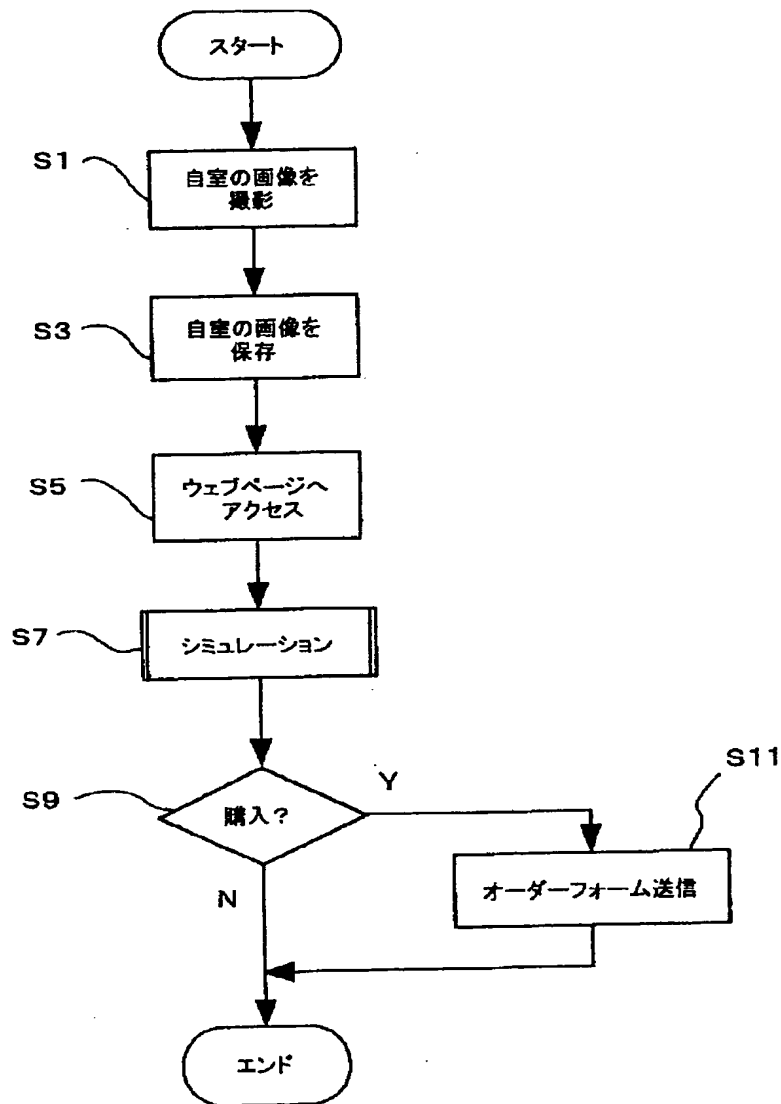 スタート
S1
自室の画像を
撮影
S3
自室の画像を
保存
S5
ウェブページへ
アクセス
S7
シミュレーション
S9
購入?
Y
S11
オーダーフォーム送信
N
エンド